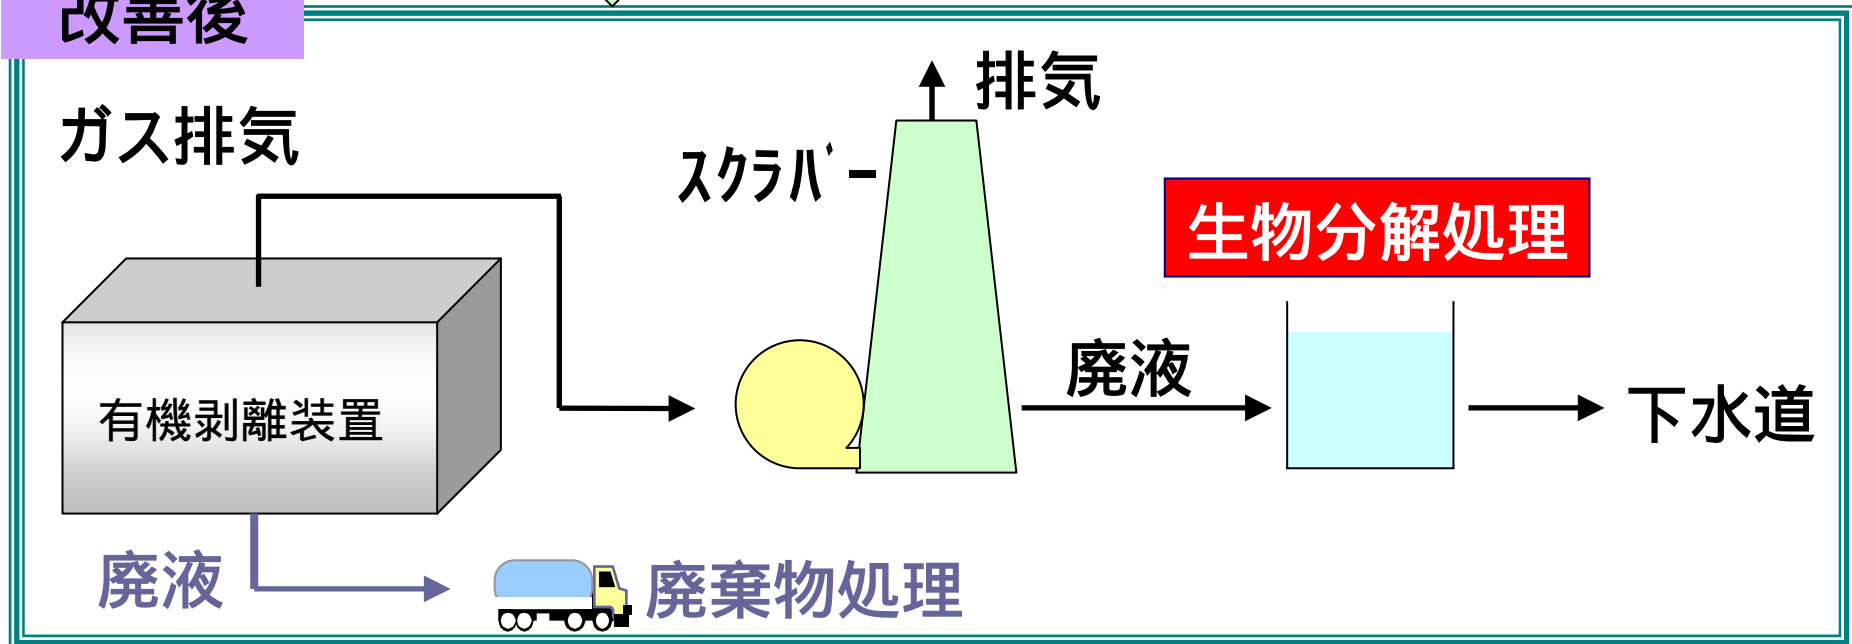 改善後
排気
ガス排気
ｽｸﾗﾊﾞｰ
生物分解処理
廃液
有機剥離装置
下水道
廃液
廃棄物処理